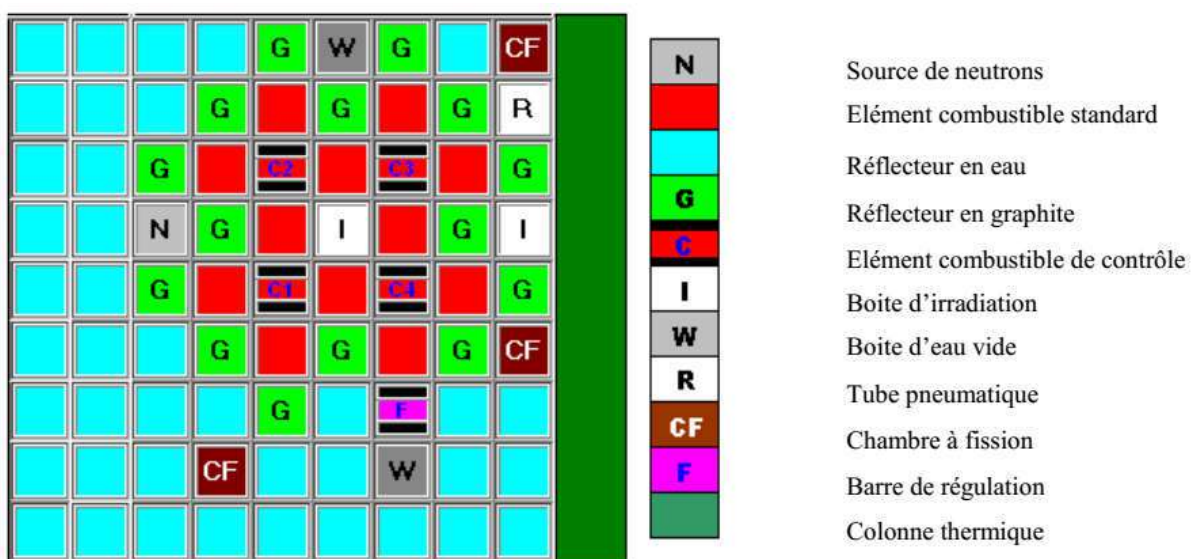 G W G CF
G G G R
G C2 C3 G
N G I G I
G C1 C4 G
G G G CF
G F
CF W
N Source de neutrons
Elément combustible standard
Réflecteur en eau
G Réflecteur en graphite
C Elément combustible de contrôle
I Boite d'irradiation
W Boite d'eau vide
R Tube pneumatique
CF Chambre à fission
F Barre de régulation
Colonne thermique